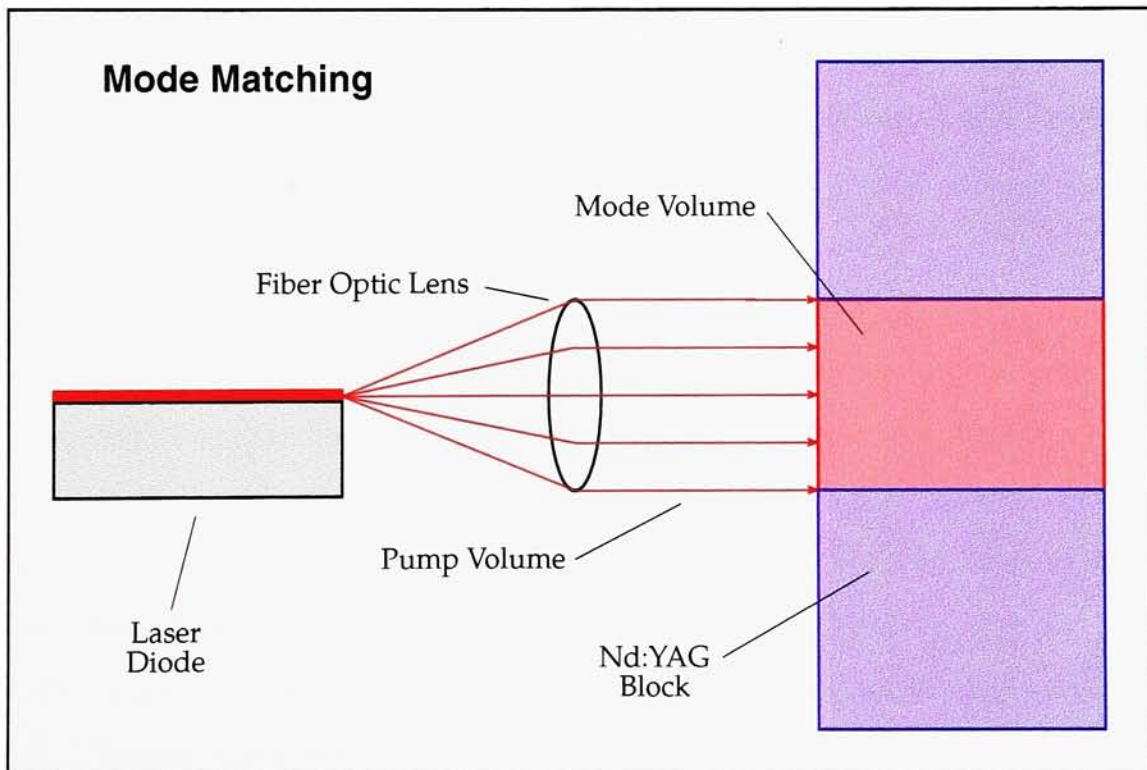 Mode Matching
Mode Volume
Fiber Optic Lens
Pump Volume
Laser
Diode
Nd:YAG
Block